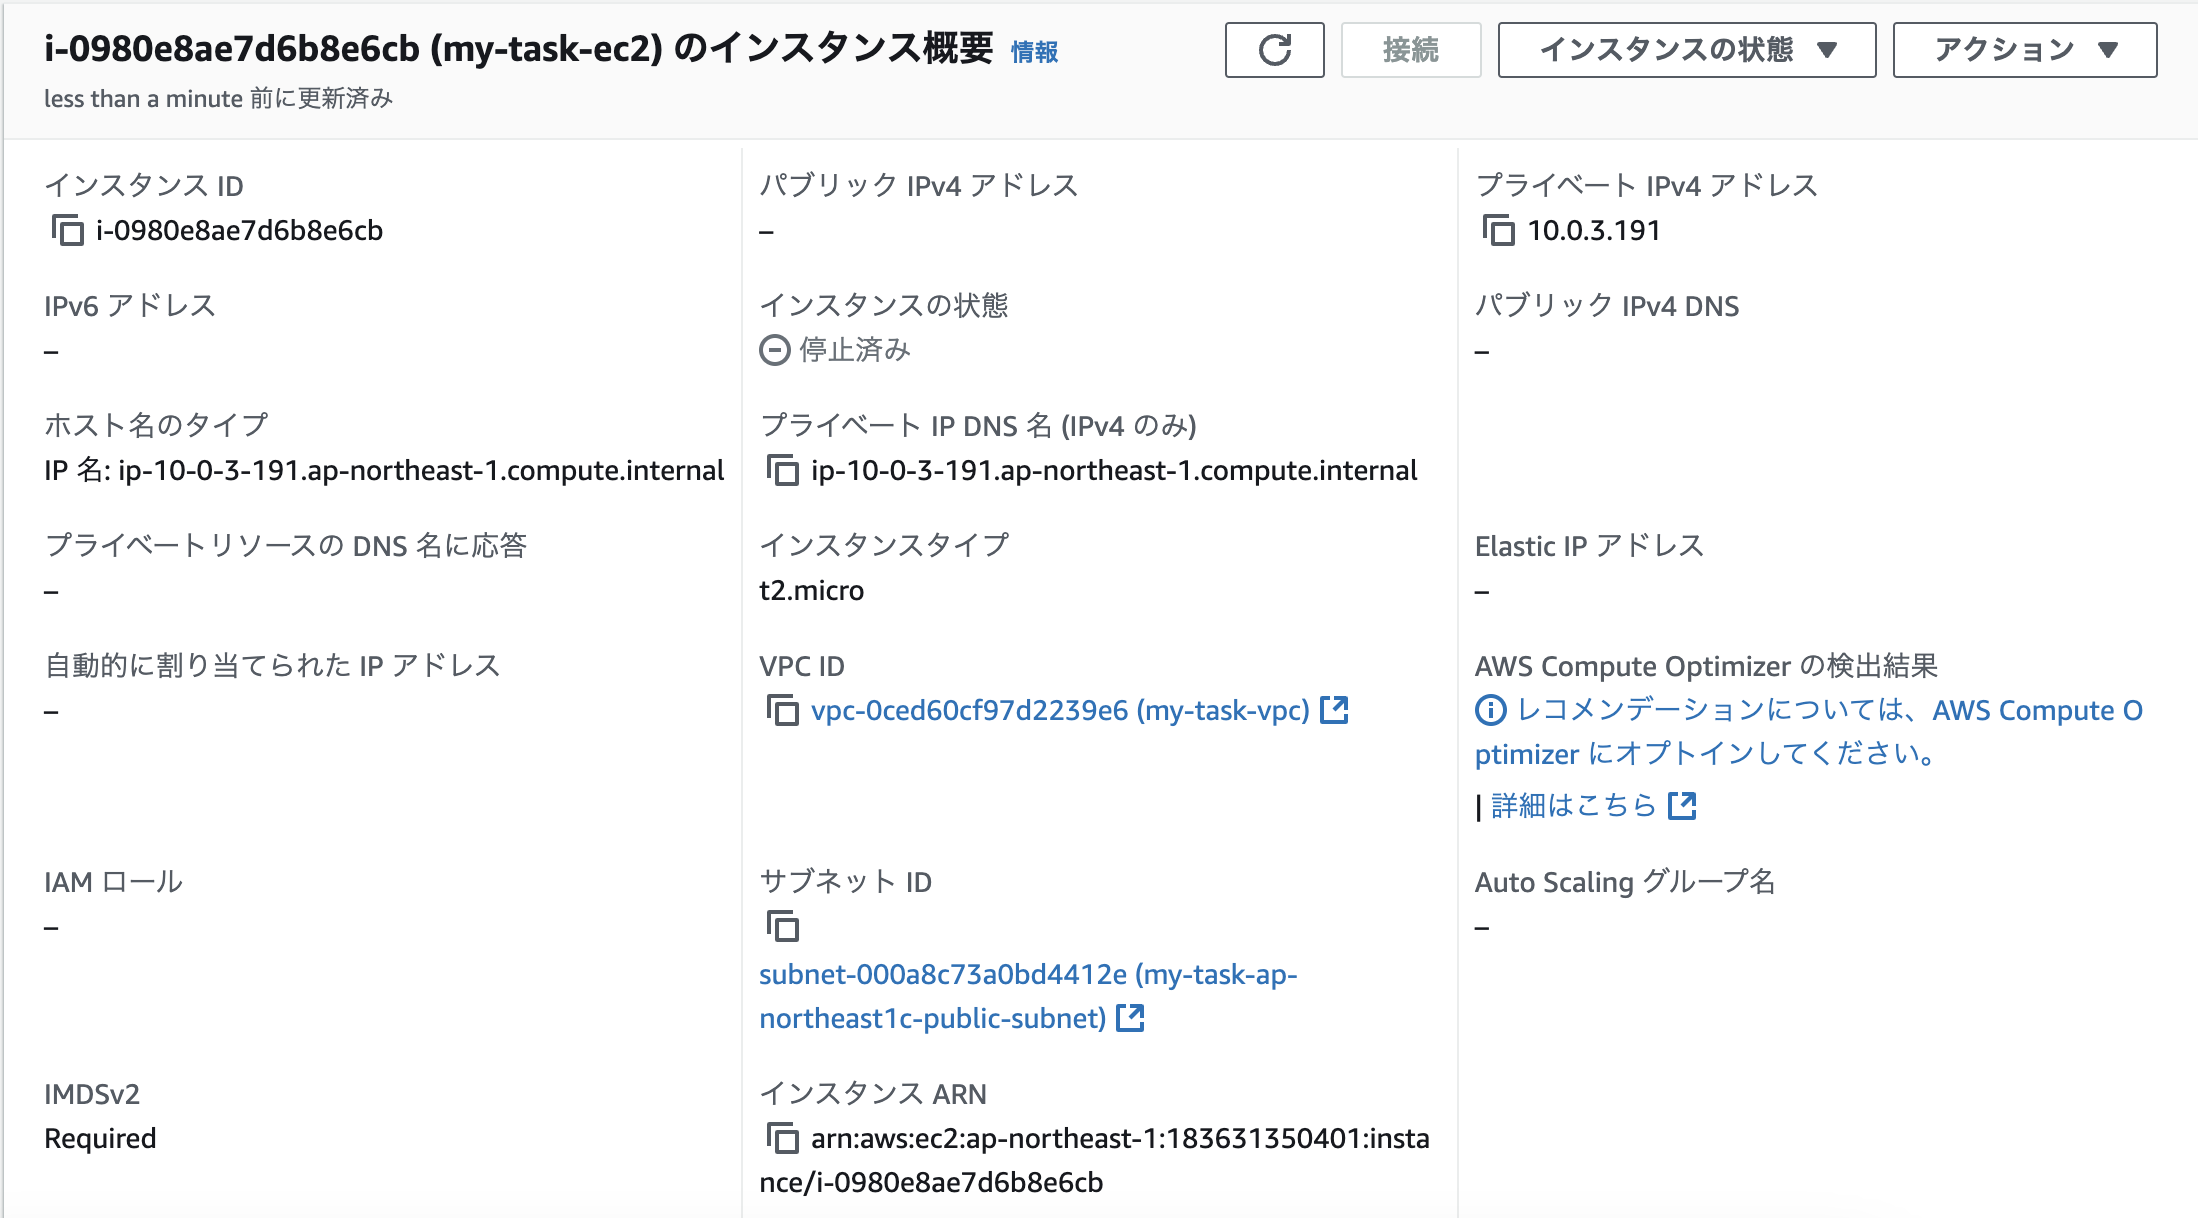 i-0980e8ae7d6b8e6cb (my-task-ec2) のインスタンス概要 情報
接続
インスタンスの状態
アクション
less than a minute 前に更新済み
インスタンス ID
i-0980e8ae7d6b8e6cb
パブリック IPv4 アドレス
–
プライベート IPv4 アドレス
10.0.3.191
IPv6 アドレス
–
インスタンスの状態
停止済み
パブリック IPv4 DNS
–
ホスト名のタイプ
IP 名: ip-10-0-3-191.ap-northeast-1.compute.internal
プライベート IP DNS 名 (IPv4 のみ)
ip-10-0-3-191.ap-northeast-1.compute.internal
プライベートリソースの DNS 名に応答
–
インスタンスタイプ
t2.micro
Elastic IP アドレス
–
自動的に割り当てられた IP アドレス
–
VPC ID
vpc-0ced60cf97d2239e6 (my-task-vpc)
AWS Compute Optimizer の検出結果
レコメンデーションについては、AWS Compute O
ptimizer にオプトインしてください。
| 詳細はこちら
IAM ロール
–
サブネット ID
subnet-000a8c73a0bd4412e (my-task-ap-
northeast1c-public-subnet)
Auto Scaling グループ名
–
IMDSv2
Required
インスタンス ARN
arn:aws:ec2:ap-northeast-1:183631350401:insta
nce/i-0980e8ae7d6b8e6cb